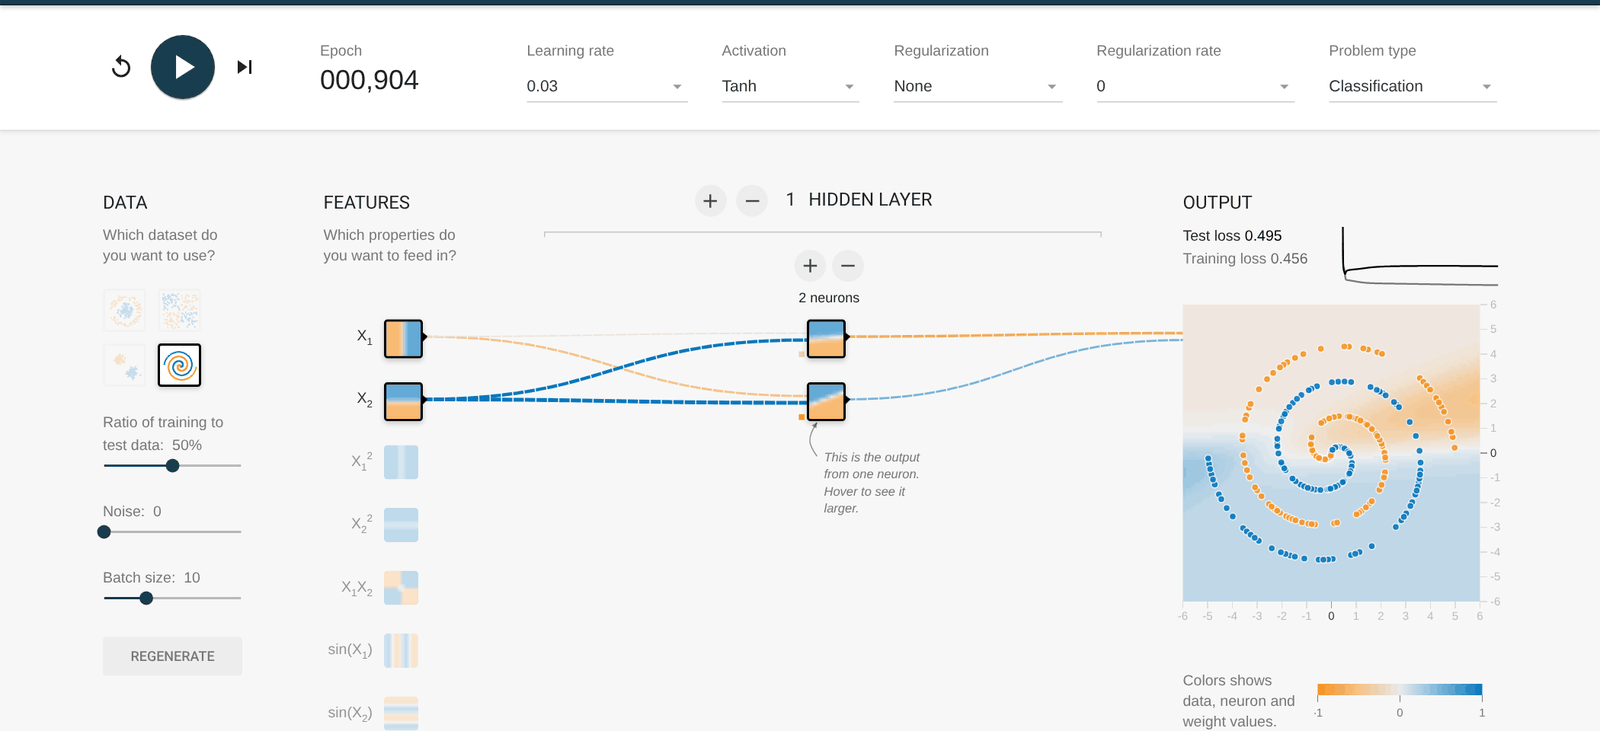 Epoch
000,904
Learning rate
0.03
Activation
Tanh
Regularization
None
Regularization rate
0
Problem type
Classification
DATA
Which dataset do
you want to use?
Ratio of training to
test data: 50%
Noise: 0
Batch size: 10
REGENERATE
FEATURES
Which properties do
you want to feed in?
X1
X2
X1²
X2²
X1X2
sin(X1)
sin(X2)
+ − 1 HIDDEN LAYER
+ −
2 neurons
This is the output
from one neuron.
Hover to see it
larger.
OUTPUT
Test loss 0.495
Training loss 0.456
6
5
4
3
2
1
0
-1
-2
-3
-4
-5
-6
-6 -5 -4 -3 -2 -1 0 1 2 3 4 5 6
Colors shows
data, neuron and
weight values.
-1 0 1